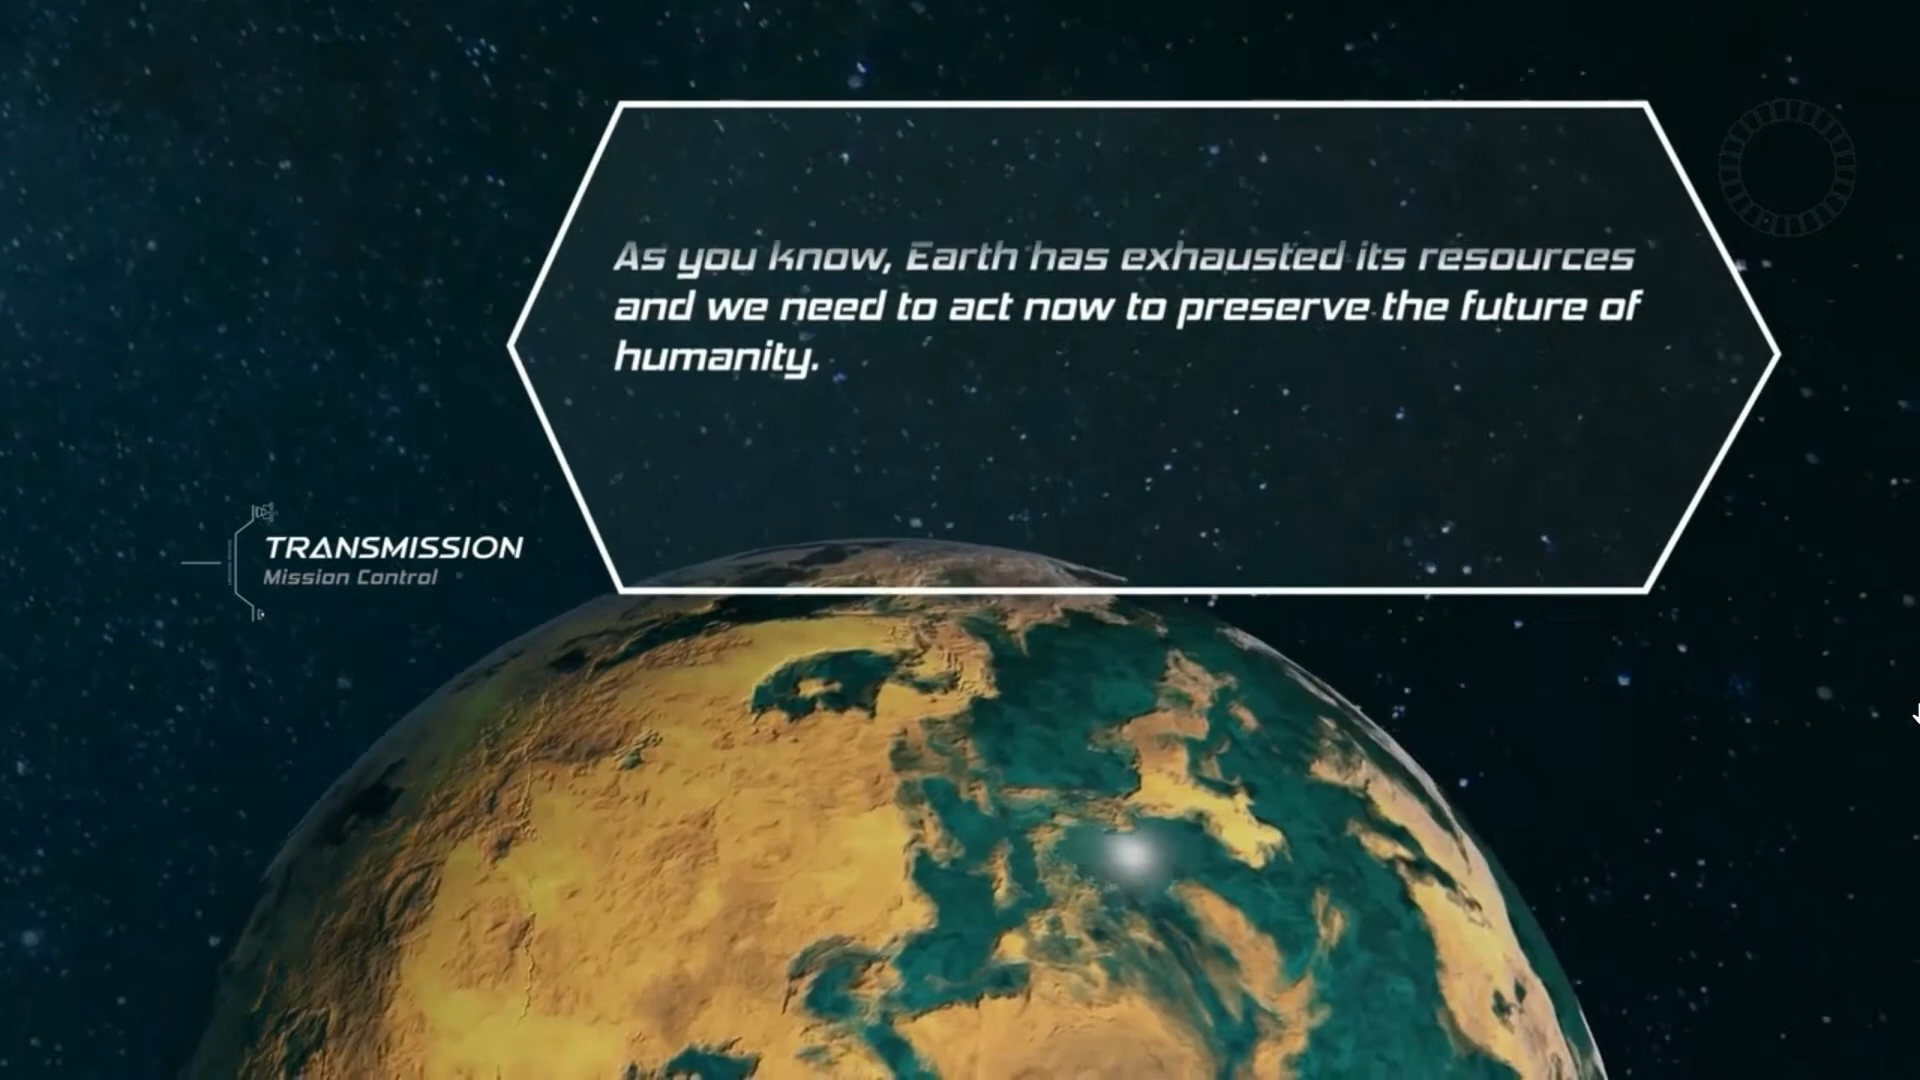 As you know, Earth has exhausted its resources
and we need to act now to preserve the future of
humanity.
TRANSMISSION
Mission Control